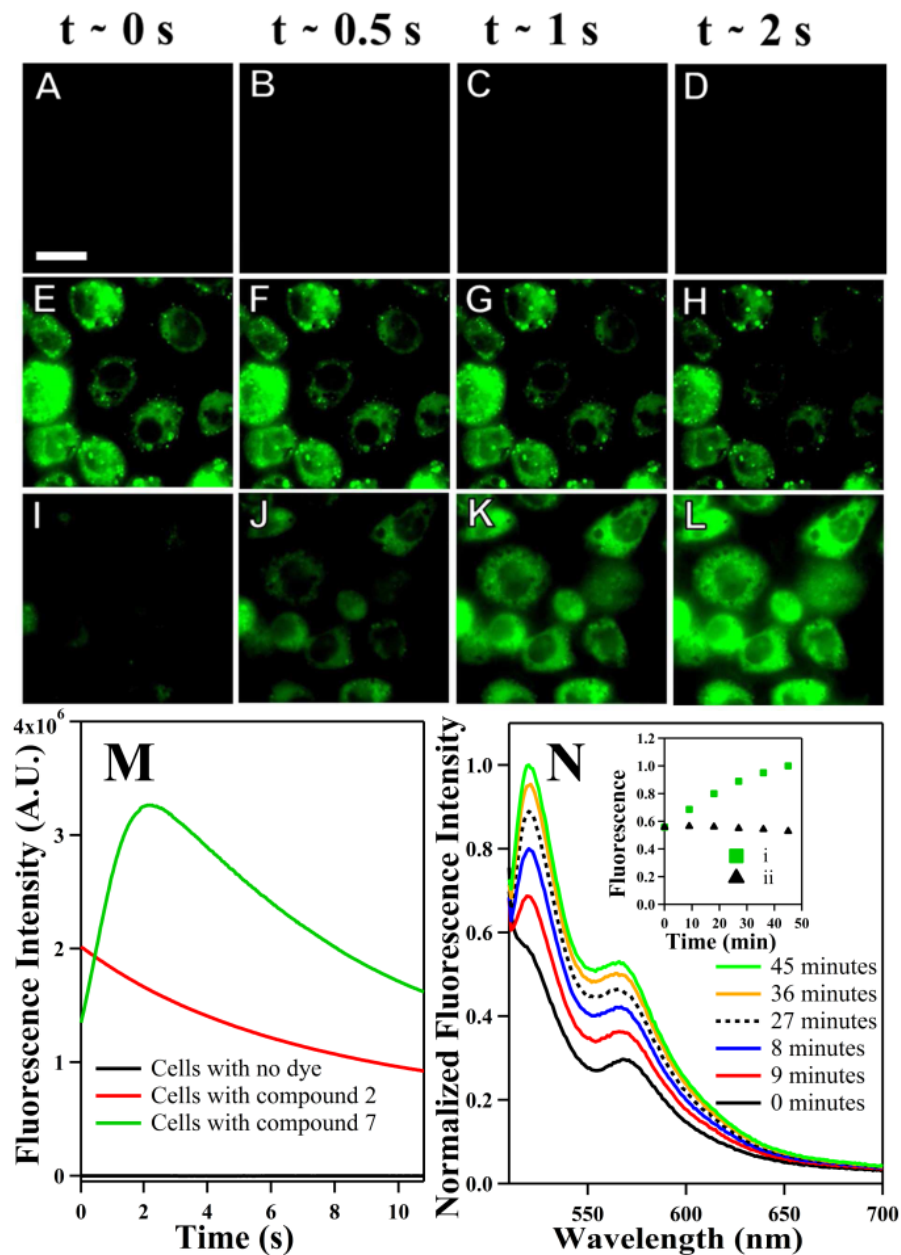 t ~ 0 s t ~ 0.5 s t ~ 1 s t ~ 2 s
A B C D
E F G H
I J K L
M
4x10⁶
3
2
1
0
Fluorescence Intensity (A.U.)
Cells with no dye
Cells with compound 2
Cells with compound 7
0 2 4 6 8 10
Time (s)
N
Normalized Fluorescence Intensity
1.0
0.8
0.6
0.4
0.2
0.0
Fluorescence
1.2
1.0
0.8
0.6
0.4
0.2
0.0
i
ii
0 10 20 30 40 50
Time (min)
45 minutes
36 minutes
27 minutes
8 minutes
9 minutes
0 minutes
550 600 650 700
Wavelength (nm)